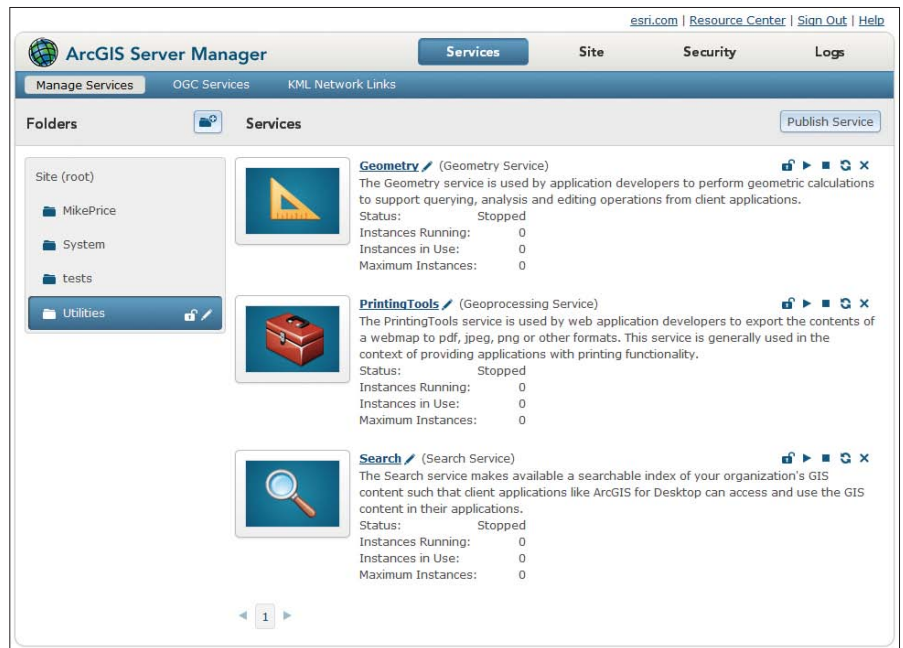 esri.com | Resource Center | Sign Out | Help
ArcGIS Server Manager
Services
Site
Security
Logs
Manage Services
OGC Services
KML Network Links
Folders
Services
Publish Service
Site (root)
MikePrice
System
tests
Utilities
Geometry (Geometry Service)
The Geometry service is used by application developers to perform geometric calculations
to support querying, analysis and editing operations from client applications.
Status: Stopped
Instances Running: 0
Instances in Use: 0
Maximum Instances: 0
PrintingTools (Geoprocessing Service)
The PrintingTools service is used by web application developers to export the contents of
a webmap to pdf, jpeg, png or other formats. This service is generally used in the
context of providing applications with printing functionality.
Status: Stopped
Instances Running: 0
Instances in Use: 0
Maximum Instances: 0
Search (Search Service)
The Search service makes available a searchable index of your organization's GIS
content such that client applications like ArcGIS for Desktop can access and use the GIS
content in their applications.
Status: Stopped
Instances Running: 0
Instances in Use: 0
Maximum Instances: 0
1